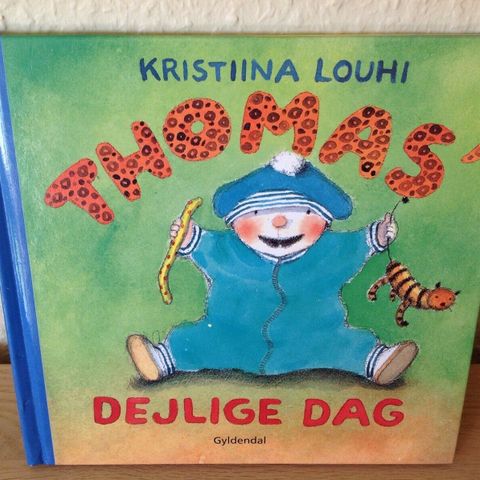 KRISTIINA LOUHI
THOMAS'
DEJLIGE DAG
Gyldendal